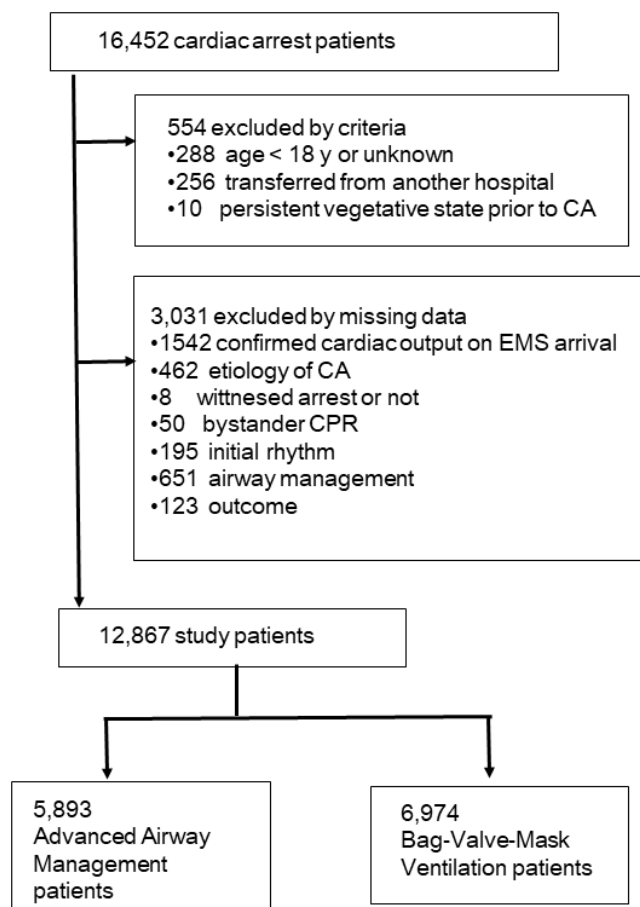 16,452 cardiac arrest patients
554 excluded by criteria
•288 age < 18 y or unknown
•256 transferred from another hospital
•10 persistent vegetative state prior to CA
3,031 excluded by missing data
•1542 confirmed cardiac output on EMS arrival
•462 etiology of CA
•8 wittnesed arrest or not
•50 bystander CPR
•195 initial rhythm
•651 airway management
•123 outcome
12,867 study patients
5,893
Advanced Airway
Management
patients
6,974
Bag-Valve-Mask
Ventilation patients